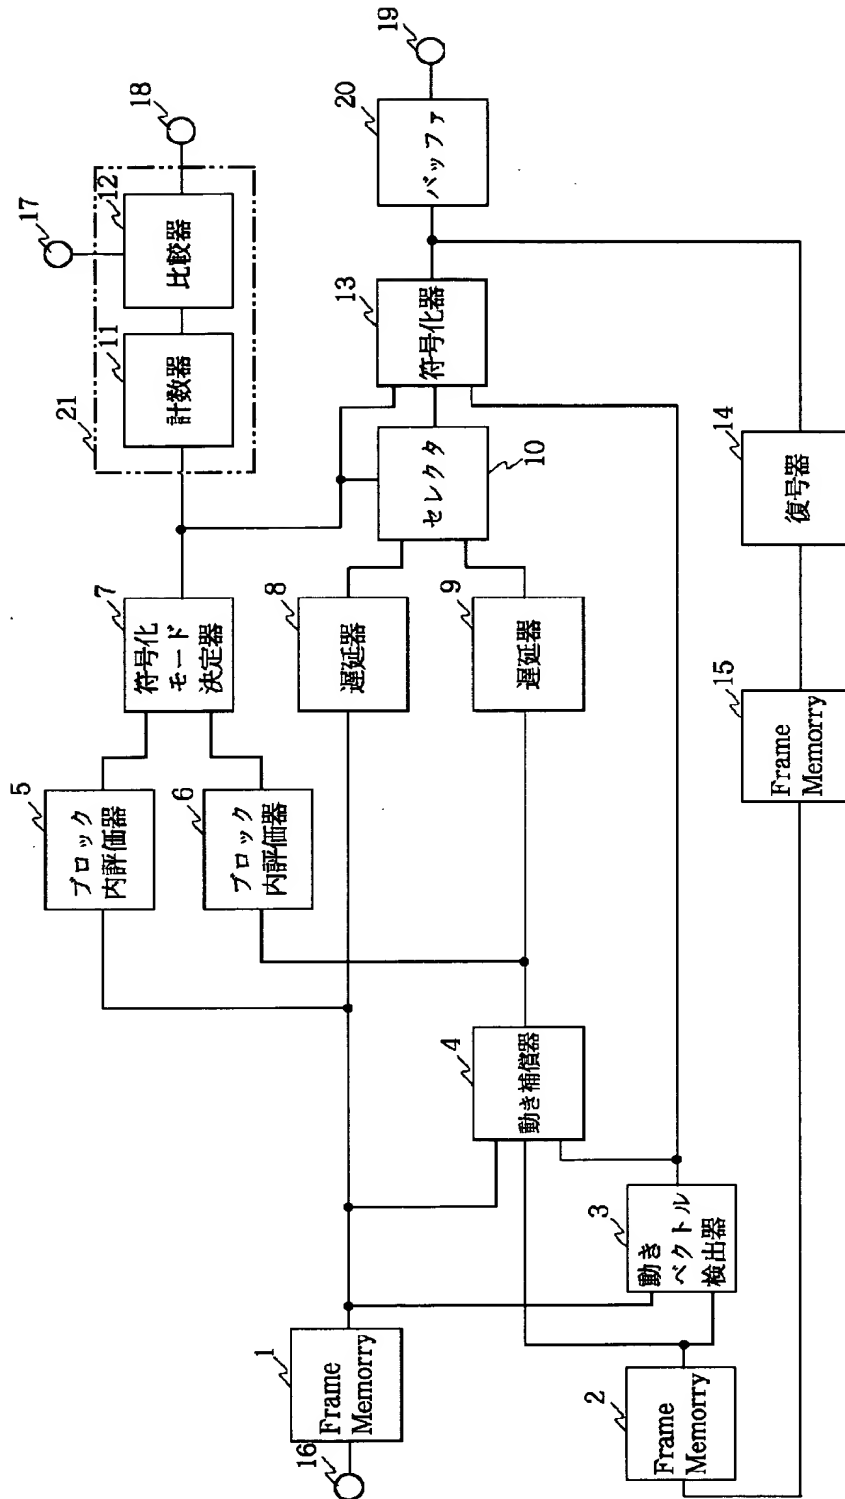 16
1
Frame
Memorry
2
Frame
Memorry
3
動き
ベクトル
検出器
4
動き補償器
5
ブロック
内評価器
6
ブロック
内評価器
7
符号化
モード
決定器
8
遅延器
9
遅延器
セレクタ
10
21
11
計数器
12
比較器
17
18
13
符号化器
20
バッファ
19
14
復号器
15
Frame
Memorry